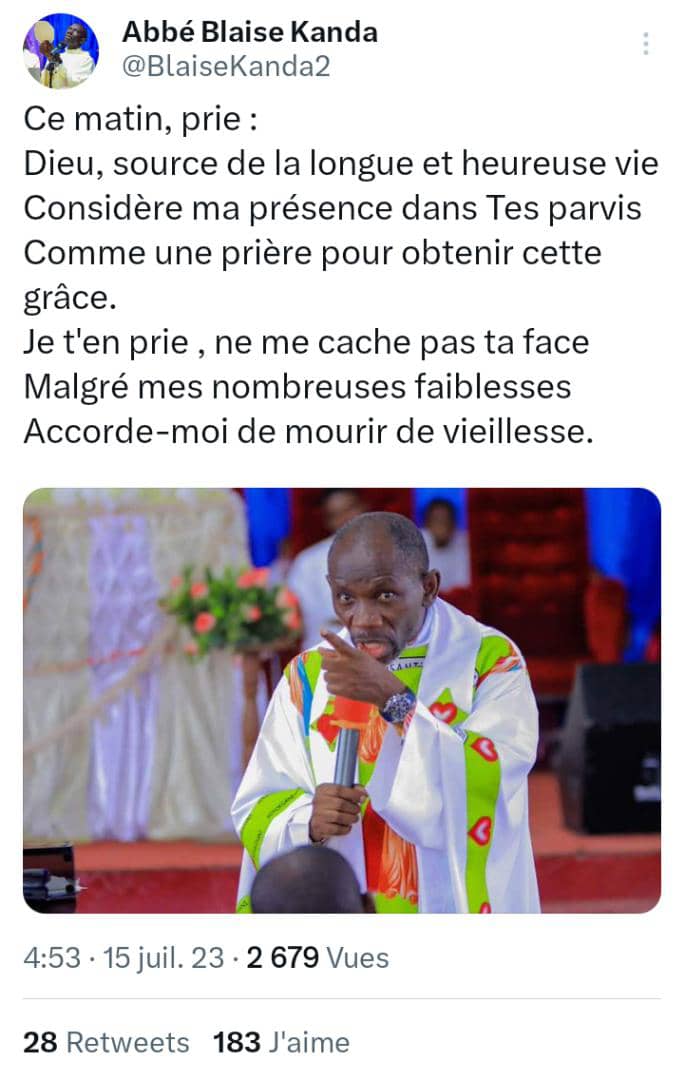 Abbé Blaise Kanda
@BlaiseKanda2
Ce matin, prie :
Dieu, source de la longue et heureuse vie
Considère ma présence dans Tes parvis
Comme une prière pour obtenir cette
grâce.
Je t'en prie , ne me cache pas ta face
Malgré mes nombreuses faiblesses
Accorde-moi de mourir de vieillesse.
4:53 · 15 juil. 23 · 2 679 Vues
28 Retweets 183 J'aime